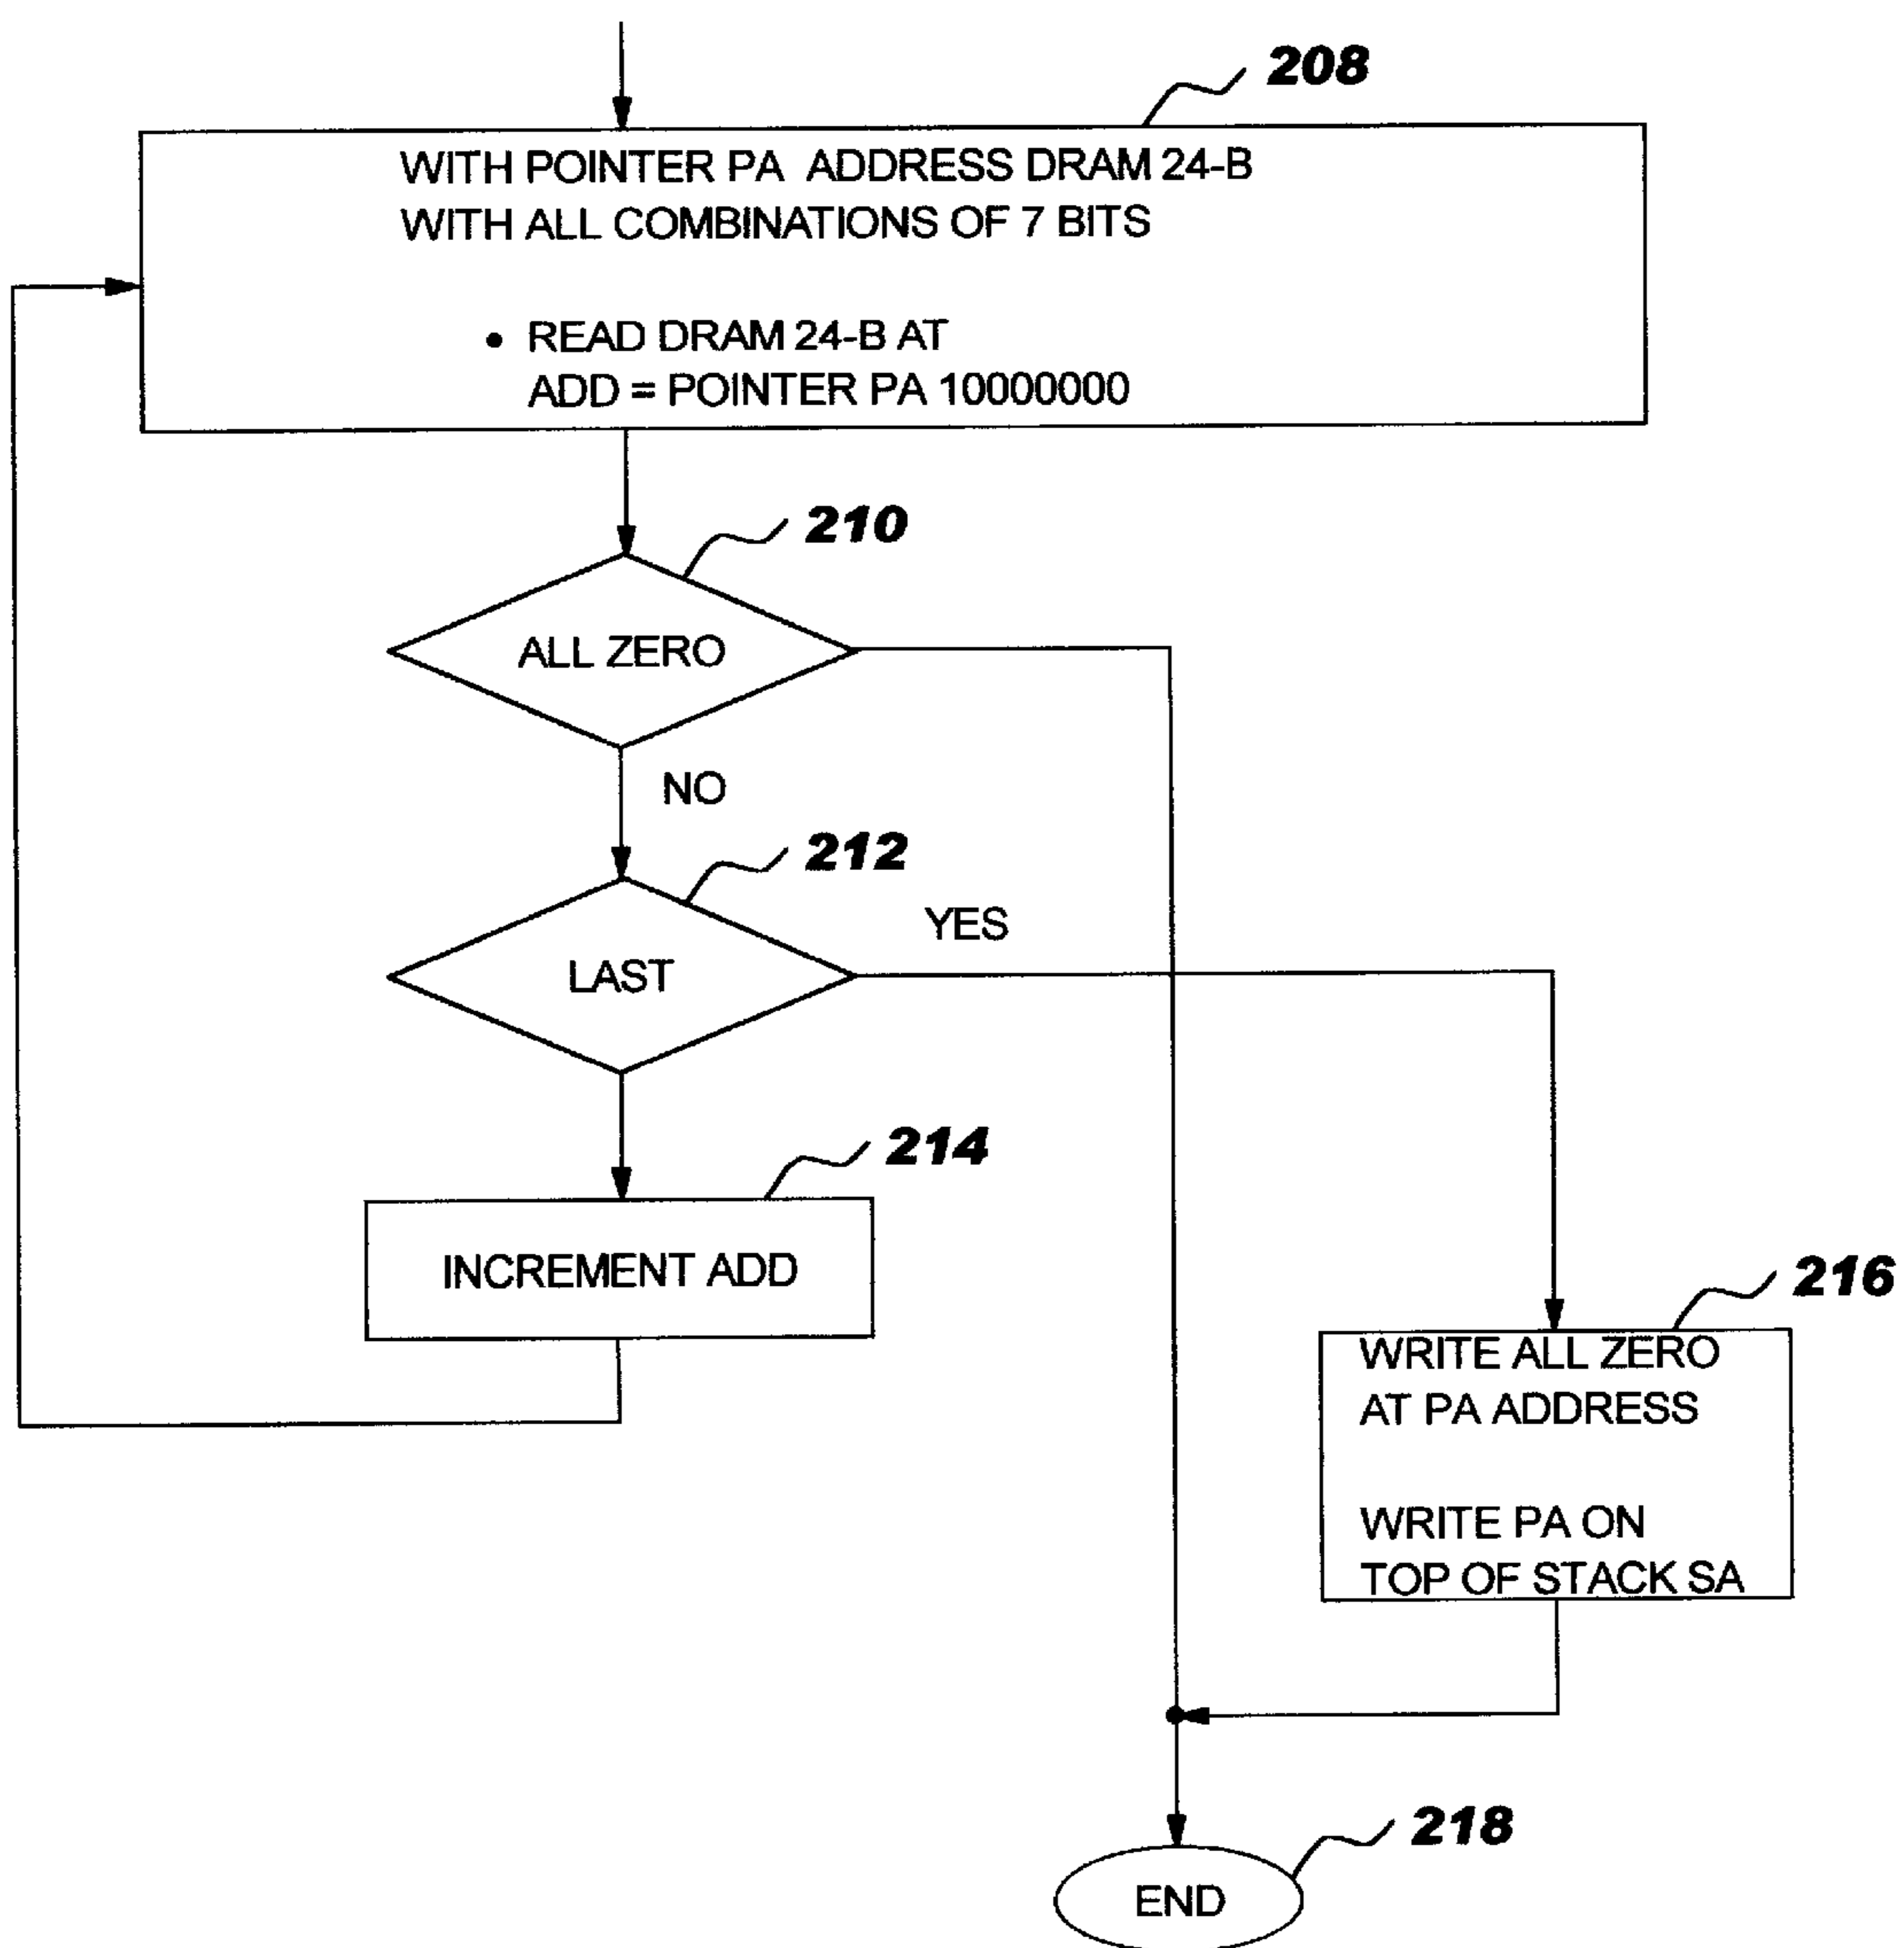 208
WITH POINTER PA ADDRESS DRAM 24-B
WITH ALL COMBINATIONS OF 7 BITS
• READ DRAM 24-B AT
ADD = POINTER PA 10000000
210
ALL ZERO
NO
212
YES
LAST
214
INCREMENT ADD
216
WRITE ALL ZERO
AT PA ADDRESS
WRITE PA ON
TOP OF STACK SA
218
END